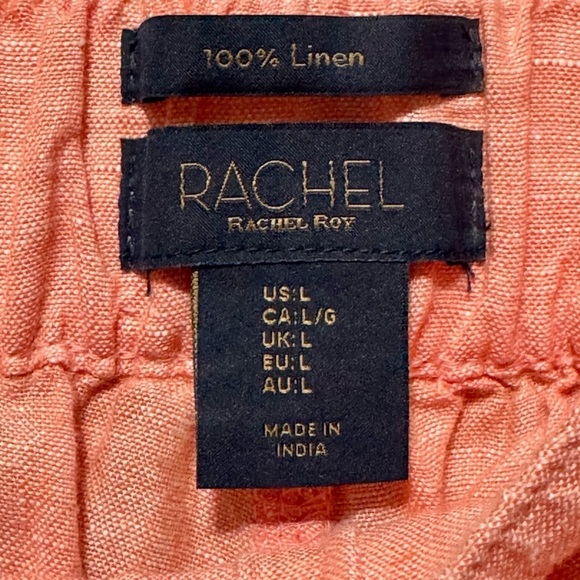 100% Linen
RACHEL
RACHEL ROY
US:L
CA:L/G
UK:L
EU:L
AU:L
MADE IN
INDIA